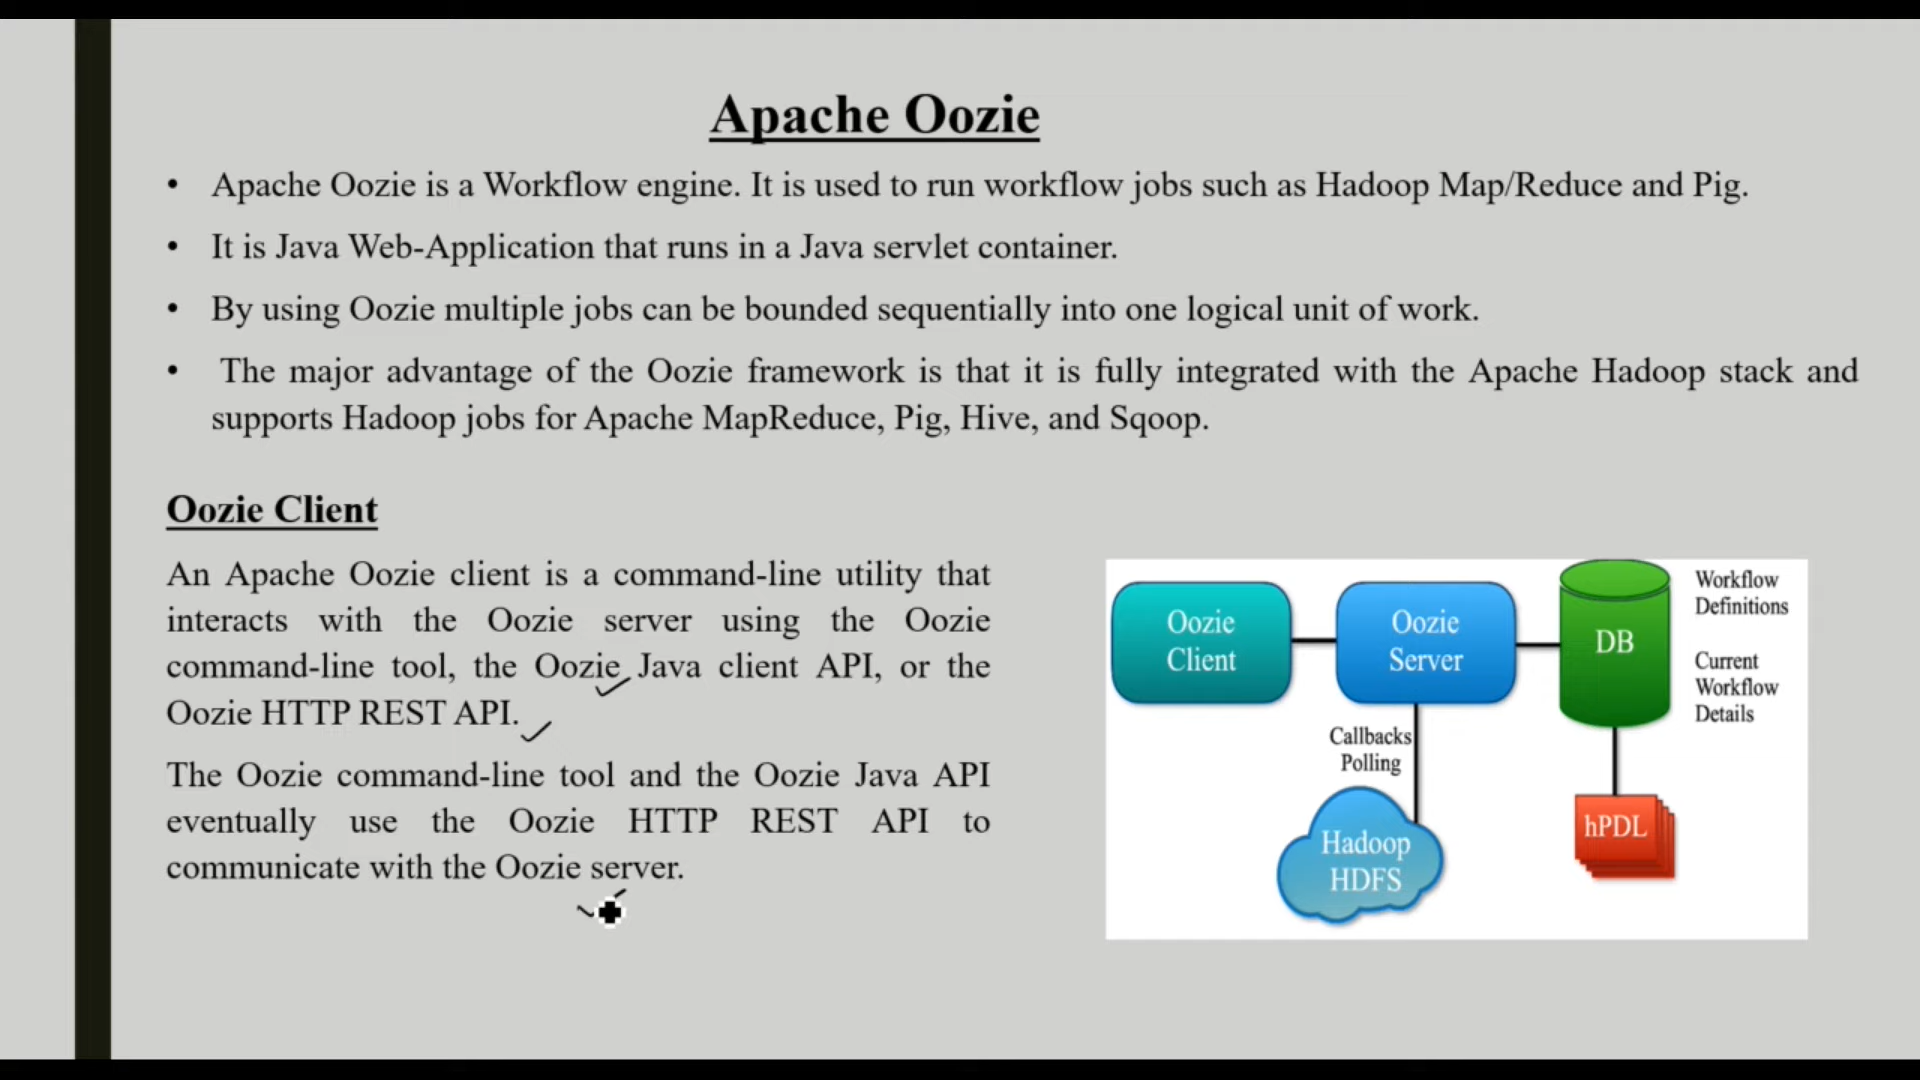 Apache Oozie
• Apache Oozie is a Workflow engine. It is used to run workflow jobs such as Hadoop Map/Reduce and Pig.
• It is Java Web-Application that runs in a Java servlet container.
• By using Oozie multiple jobs can be bounded sequentially into one logical unit of work.
• The major advantage of the Oozie framework is that it is fully integrated with the Apache Hadoop stack and
supports Hadoop jobs for Apache MapReduce, Pig, Hive, and Sqoop.
Oozie Client
An Apache Oozie client is a command-line utility that
interacts with the Oozie server using the Oozie
command-line tool, the Oozie Java client API, or the
Oozie HTTP REST API.
The Oozie command-line tool and the Oozie Java API
eventually use the Oozie HTTP REST API to
communicate with the Oozie server.
Oozie
Client
Oozie
Server
DB
Workflow
Definitions
Current
Workflow
Details
Callbacks
Polling
Hadoop
HDFS
hPDL